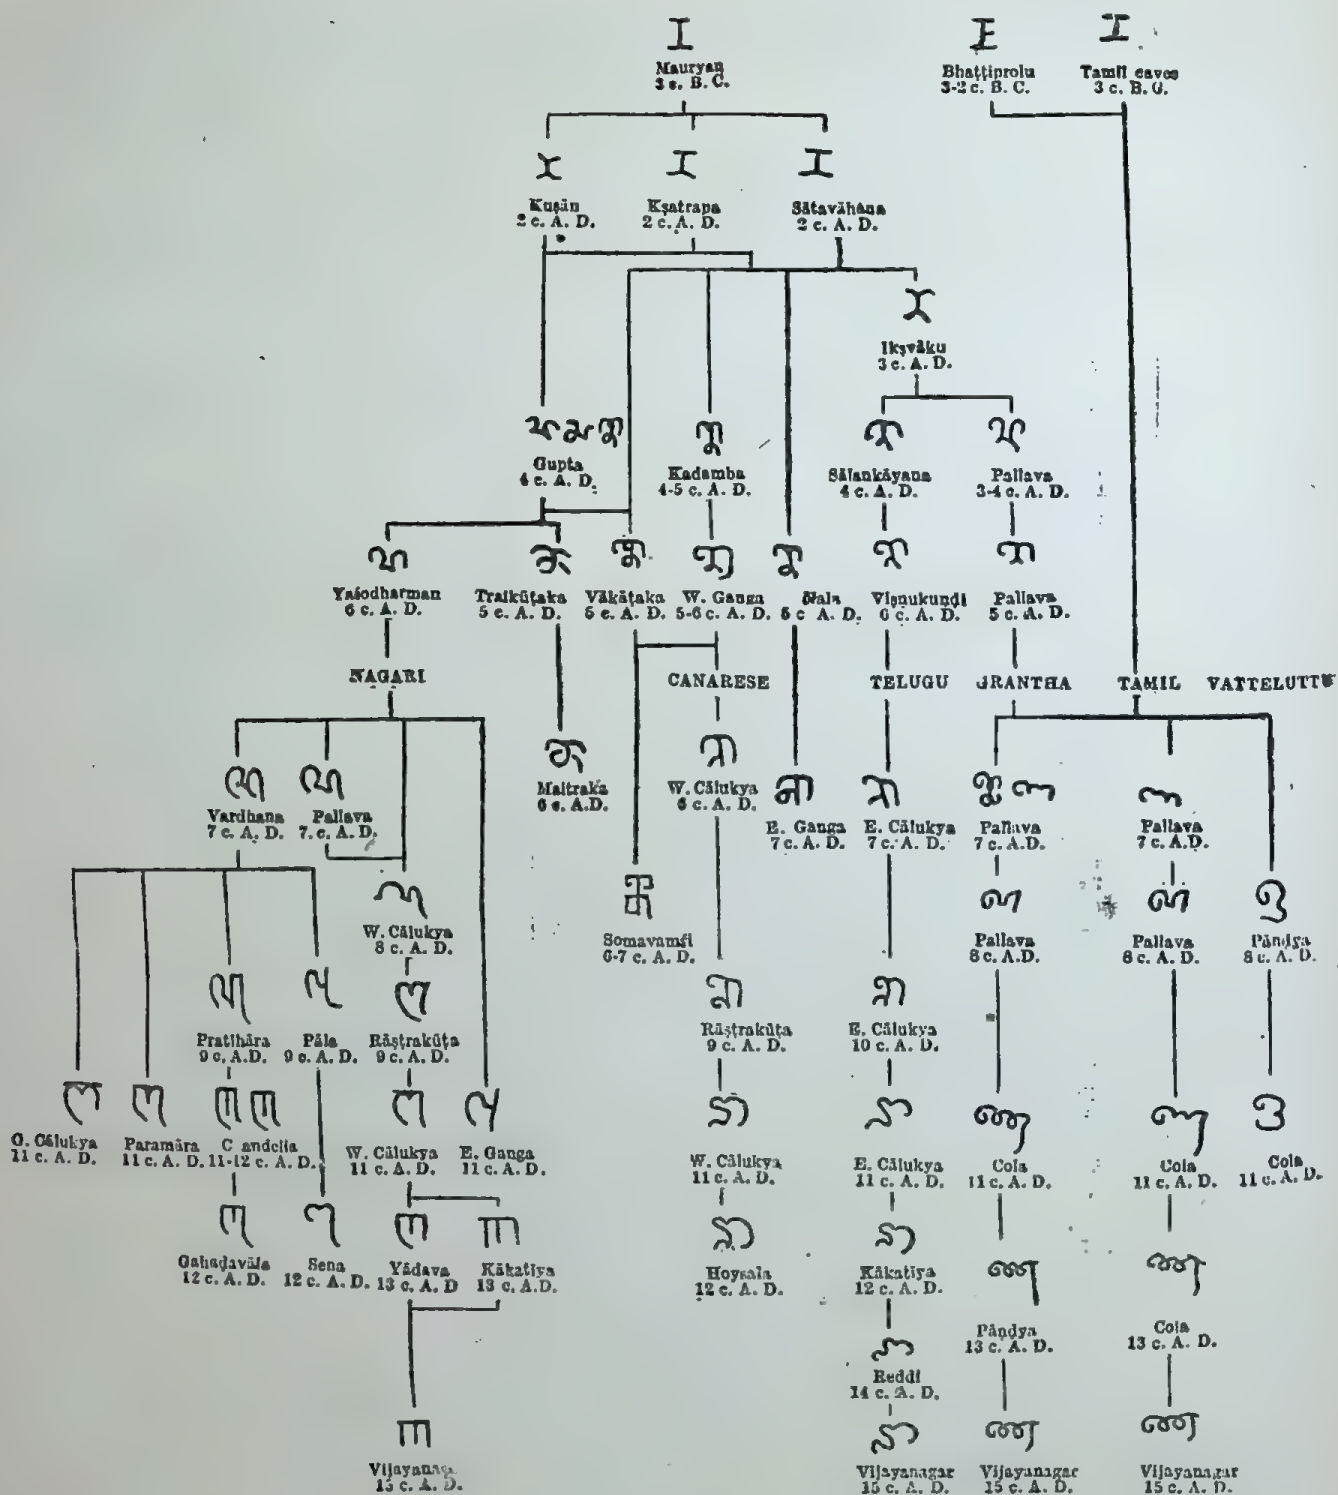 Mauryan
3 c. B. C.
Bhaṭṭiprolu
3-2 c. B. C.
Tamil caves
3 c. B. C.
Kuṣān
2 c. A. D.
Kṣatrapa
2 c. A. D.
Sātavāhana
2 c. A. D.
Ikṣvāku
3 c. A. D.
Gupta
4 c. A. D.
Kadamba
4-5 c. A. D.
Sālankāyana
4 c. A. D.
Pallava
3-4 c. A. D.
Yaśodharman
6 c. A. D.
Traikūṭaka
5 c. A. D.
Vākāṭaka
5 c. A. D.
W. Ganga
5-6 c. A. D.
Nala
5 c A. D.
Viṣṇukunḍi
6 c. A. D.
Pallava
5 c. A. D.
NAGARI
CANARESE
TELUGU
GRANTHA
TAMIL
VATTELUTTU
Vardhana
7 c. A. D.
Pallava
7. c. A. D.
Maitraka
6 c. A.D.
W. Cālukya
6 c. A. D.
E. Ganga
7 c. A. D.
E. Cālukya
7 c. A. D.
Pallava
7 c. A.D.
Pallava
7 c. A.D.
W. Cālukya
8 c. A. D.
Somavamśi
6-7 c. A. D.
Pallava
8 c. A.D.
Pallava
8 c. A. D.
Pānḍya
8 c. A. D.
Pratihāra
9 c. A.D.
Pāla
9 c. A. D.
Rāṣṭrakūṭa
9 c. A. D.
Rāṣṭrakūṭa
9 c. A. D.
E. Cālukya
10 c. A. D.
Cālukya
11 c. A. D.
Paramāra
11 c. A. D.
C andella
11-12 c. A. D.
W. Cālukya
11 c. A. D.
E. Ganga
11 c. A. D.
W. Cālukya
11 c. A. D.
E. Cālukya
11 c. A. D.
Cola
11 c. A. D.
Cola
11 c. A. D.
Cola
11 c. A. D.
Gahaḍavāla
12 c. A. D.
Sena
12 c. A. D.
Yādava
13 c. A. D
Kākatīya
13 c. A.D.
Hoysala
12 c. A. D.
Kākatīya
12 c. A. D.
Pānḍya
13 c. A. D.
Cola
13 c. A. D.
Reddi
14 c. A. D.
15 c. A. D.
Vijayanagar
15 c. A. D.
Vijayanagar
15 c. A. D.
Vijayanagar
15 c. A. D.